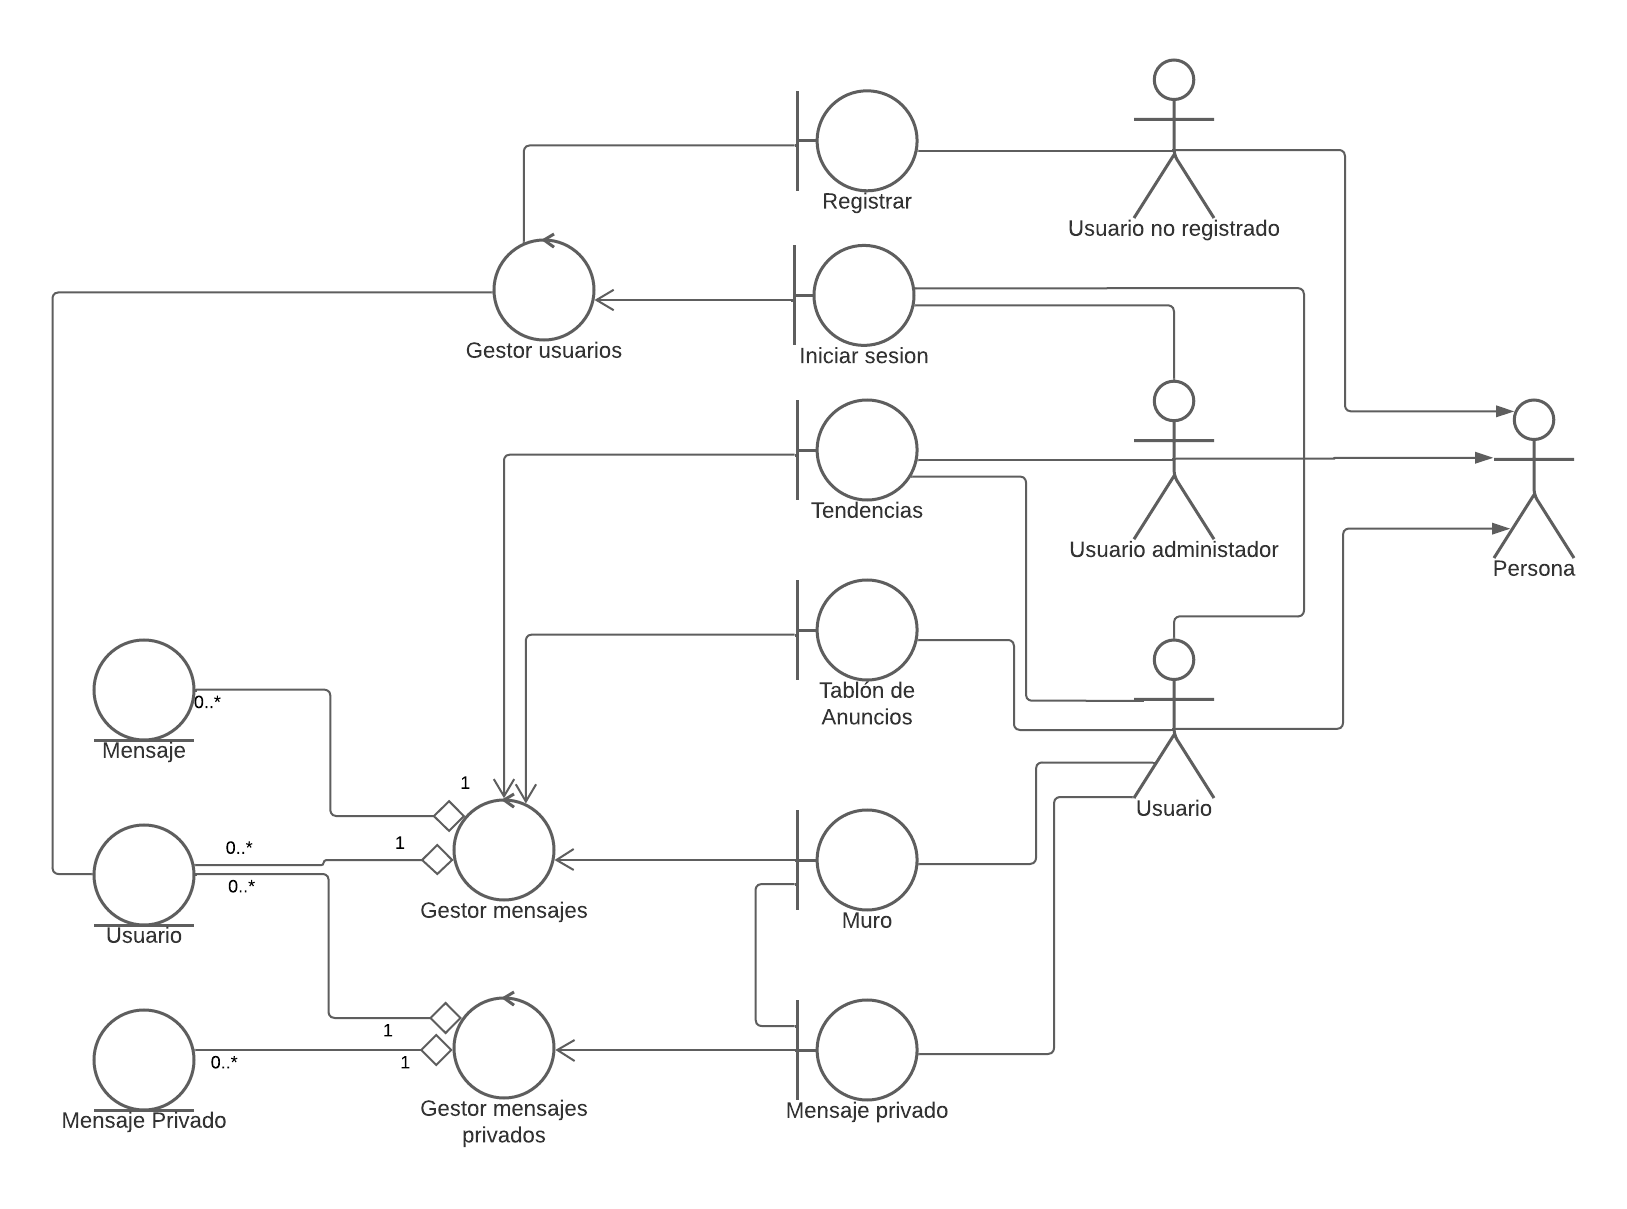 Registrar
Usuario no registrado
Gestor usuarios
Iniciar sesion
Tendencias
Usuario administador
Persona
Tablón de
Anuncios
0..*
Mensaje
1
Usuario
0..*
1
0..*
Gestor mensajes
Muro
Usuario
1
0..*
1
Mensaje Privado
Gestor mensajes
privados
Mensaje privado